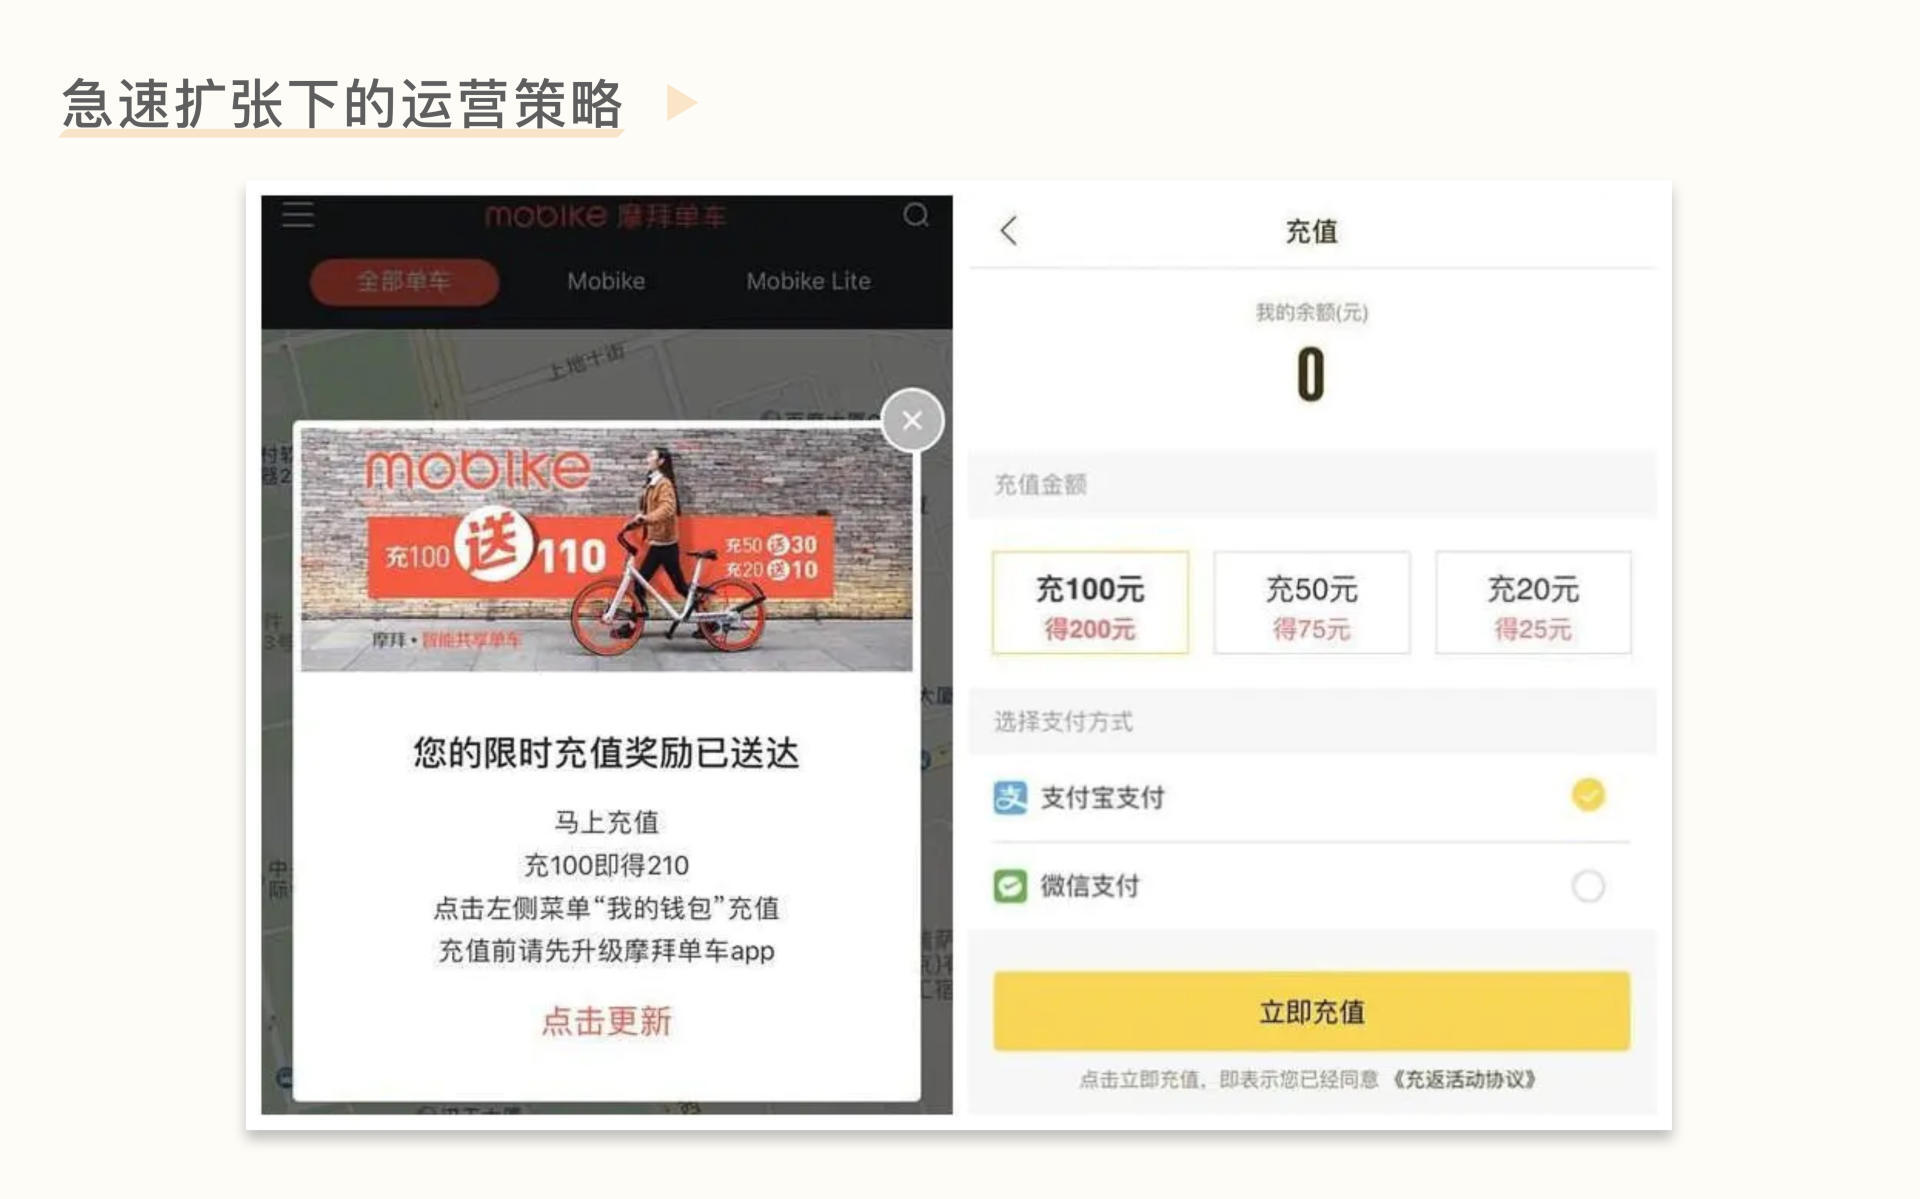 急速扩张下的运营策略
mobike 摩拜单车
全部单车
Mobike
Mobike Lite
上地十街
mobike
充100送110
充50送30
充20送10
摩拜·智能共享单车
您的限时充值奖励已送达
马上充值
充100即得210
点击左侧菜单“我的钱包”充值
充值前请先升级摩拜单车app
点击更新
充值
我的余额(元)
0
充值金额
充100元
得200元
充50元
得75元
充20元
得25元
选择支付方式
支付宝支付
微信支付
立即充值
点击立即充值，即表示您已经同意《充返活动协议》